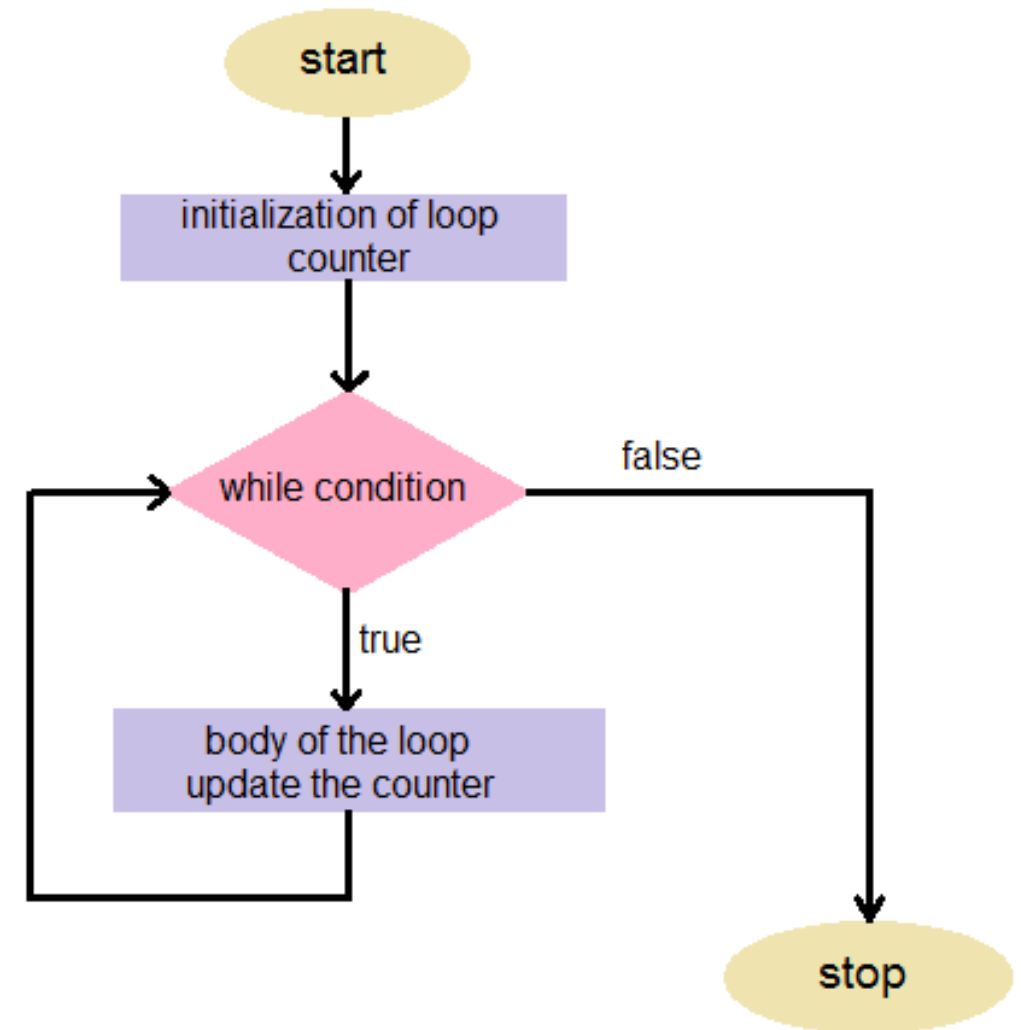 start
initialization of loop
counter
while condition
false
true
body of the loop
update the counter
stop